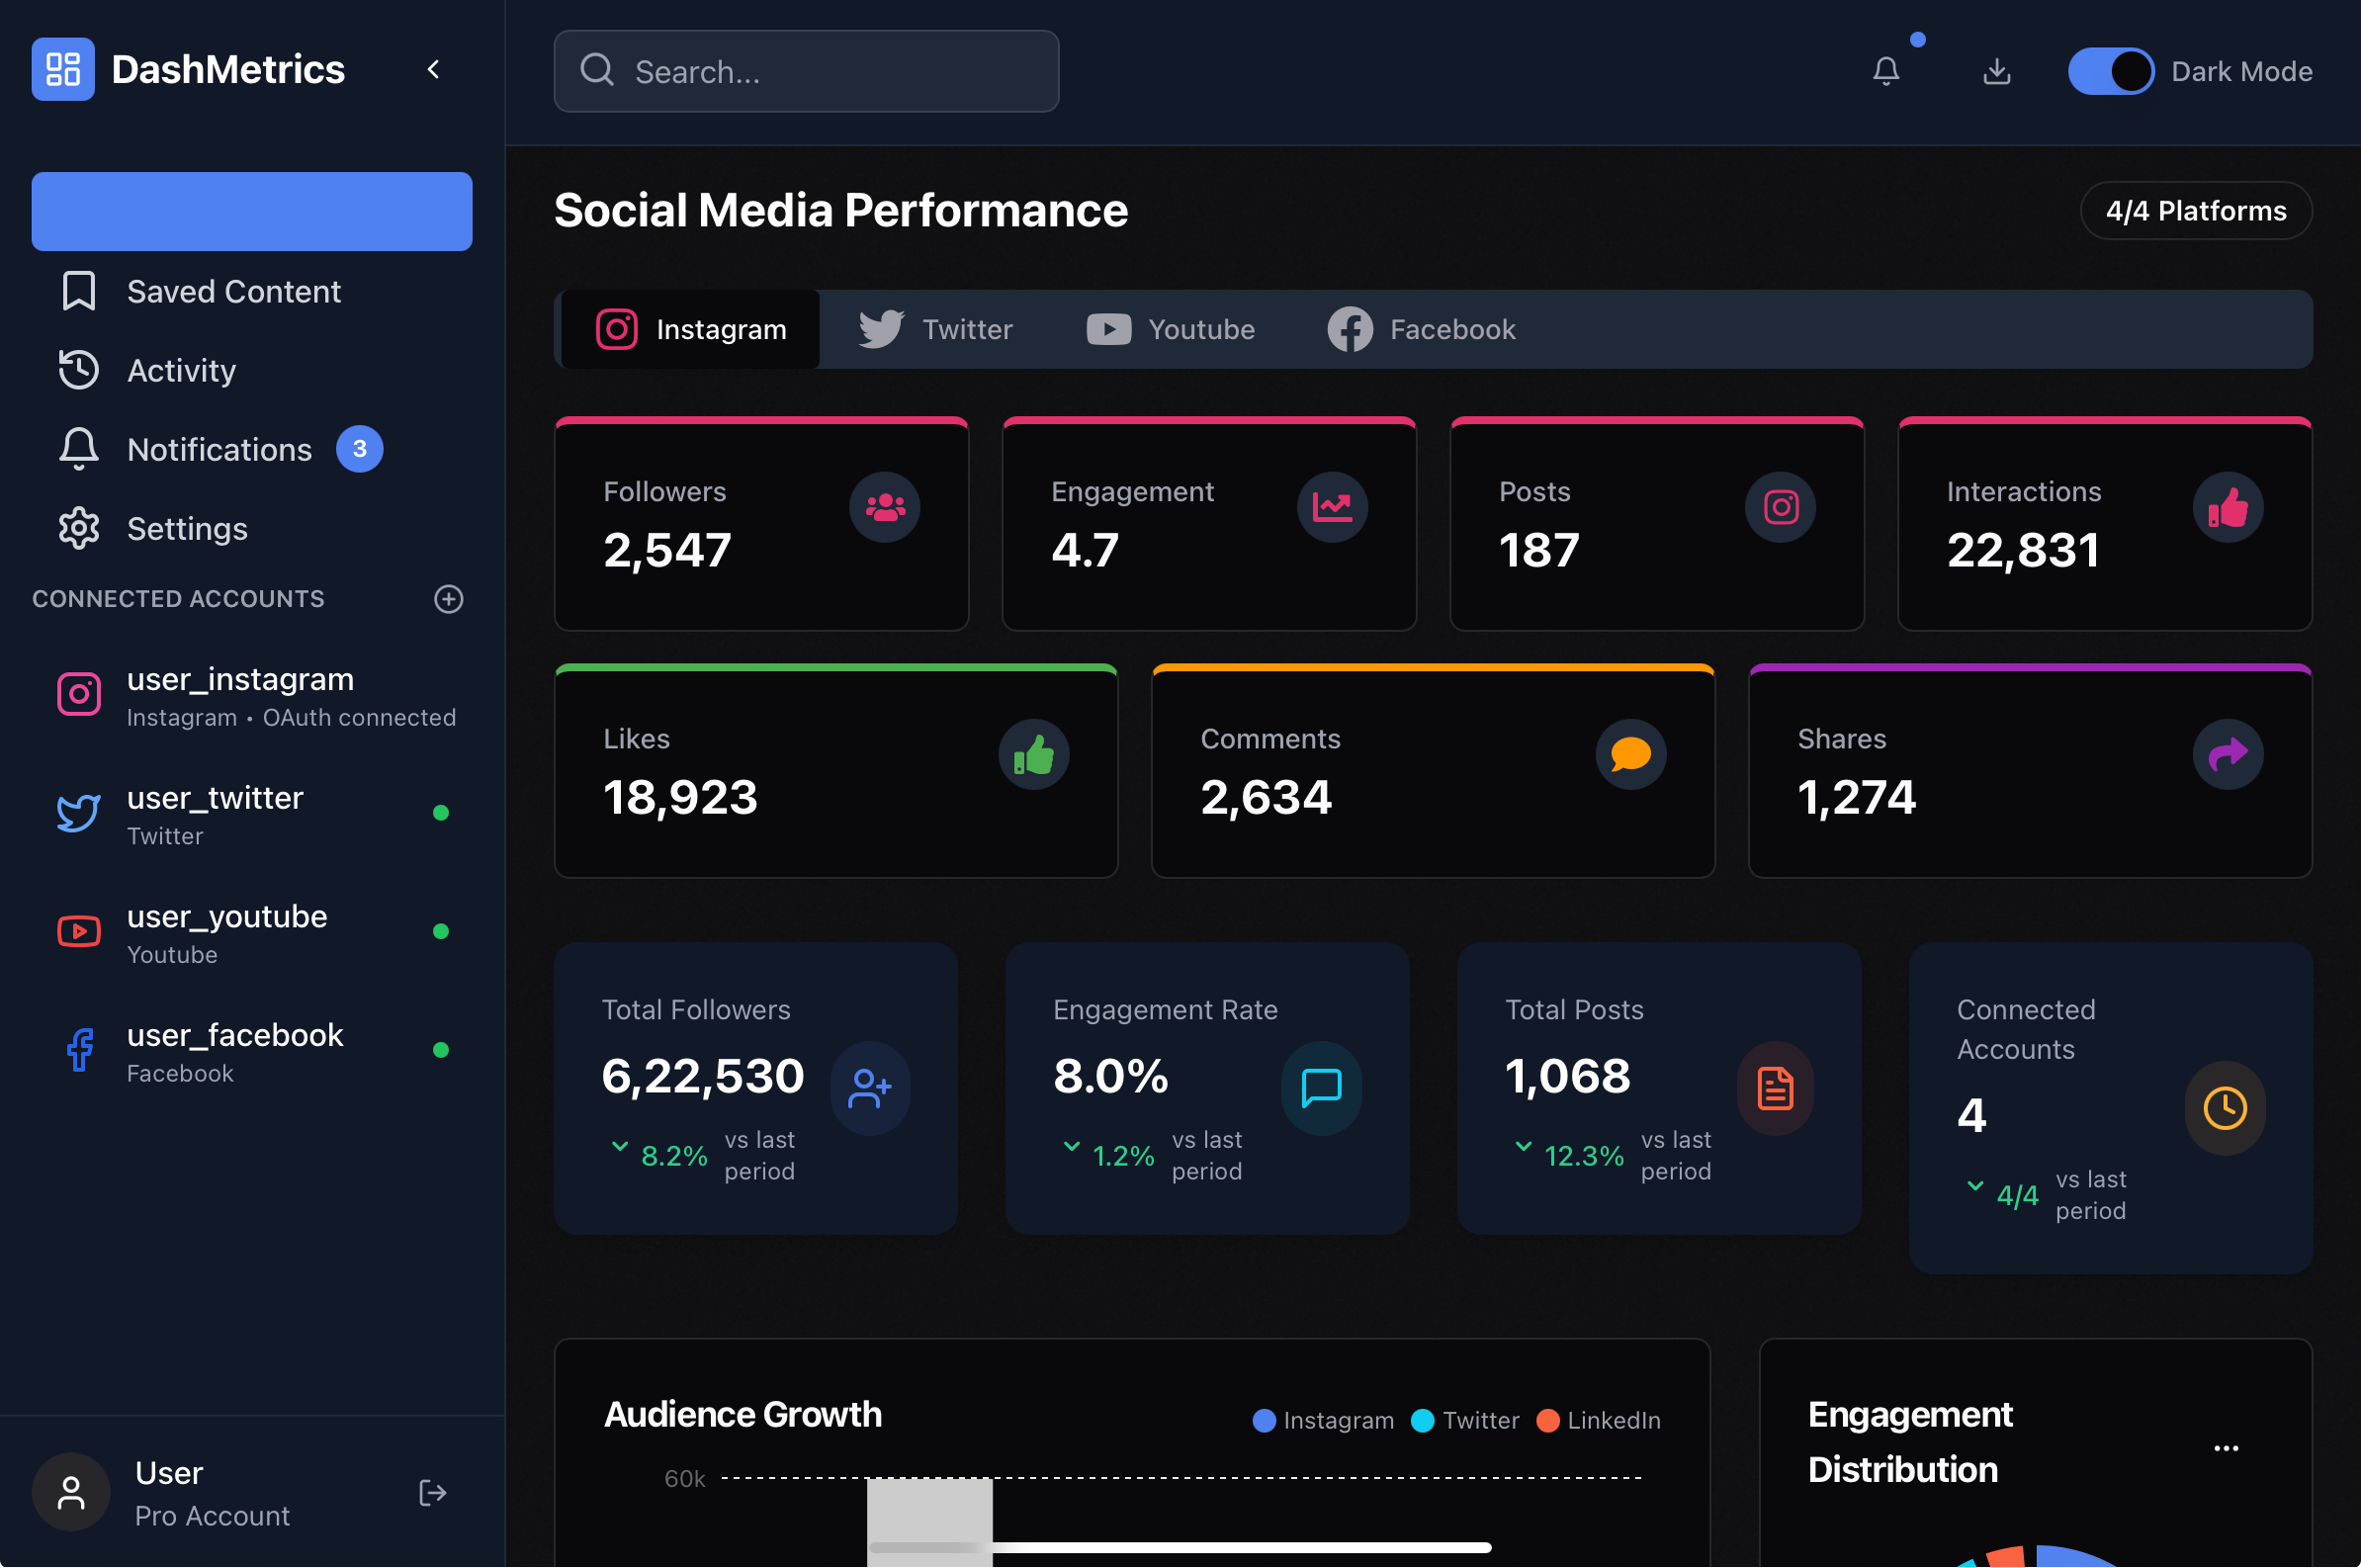 DashMetrics
Saved Content
Activity
Notifications 3
Settings
CONNECTED ACCOUNTS
user_instagram
Instagram • OAuth connected
user_twitter
Twitter
user_youtube
Youtube
user_facebook
Facebook
User
Pro Account
Search...
Dark Mode
Social Media Performance
4/4 Platforms
Instagram Twitter Youtube Facebook
Followers
2,547
Engagement
4.7
Posts
187
Interactions
22,831
Likes
18,923
Comments
2,634
Shares
1,274
Total Followers
6,22,530
8.2% vs last
period
Engagement Rate
8.0%
1.2% vs last
period
Total Posts
1,068
12.3% vs last
period
Connected
Accounts
4
4/4 vs last
period
Audience Growth
Instagram Twitter LinkedIn
60k
Engagement
Distribution